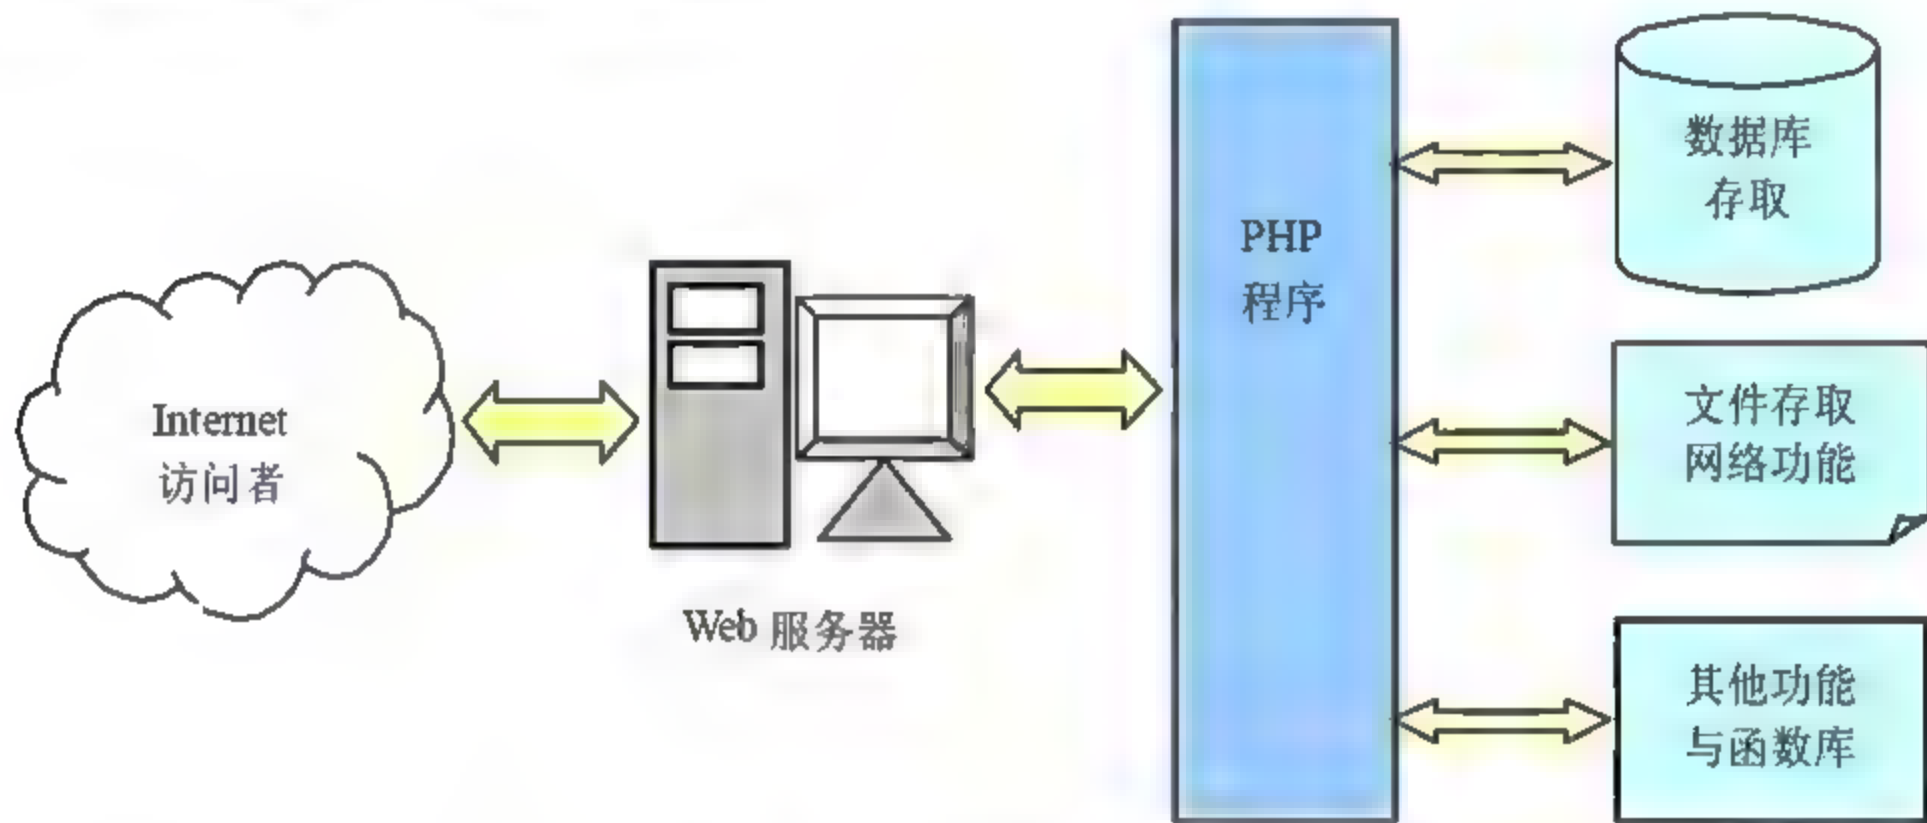 Internet
访问者
Web 服务器
PHP
程序
数据库
存取
文件存取
网络功能
其他功能
与函数库